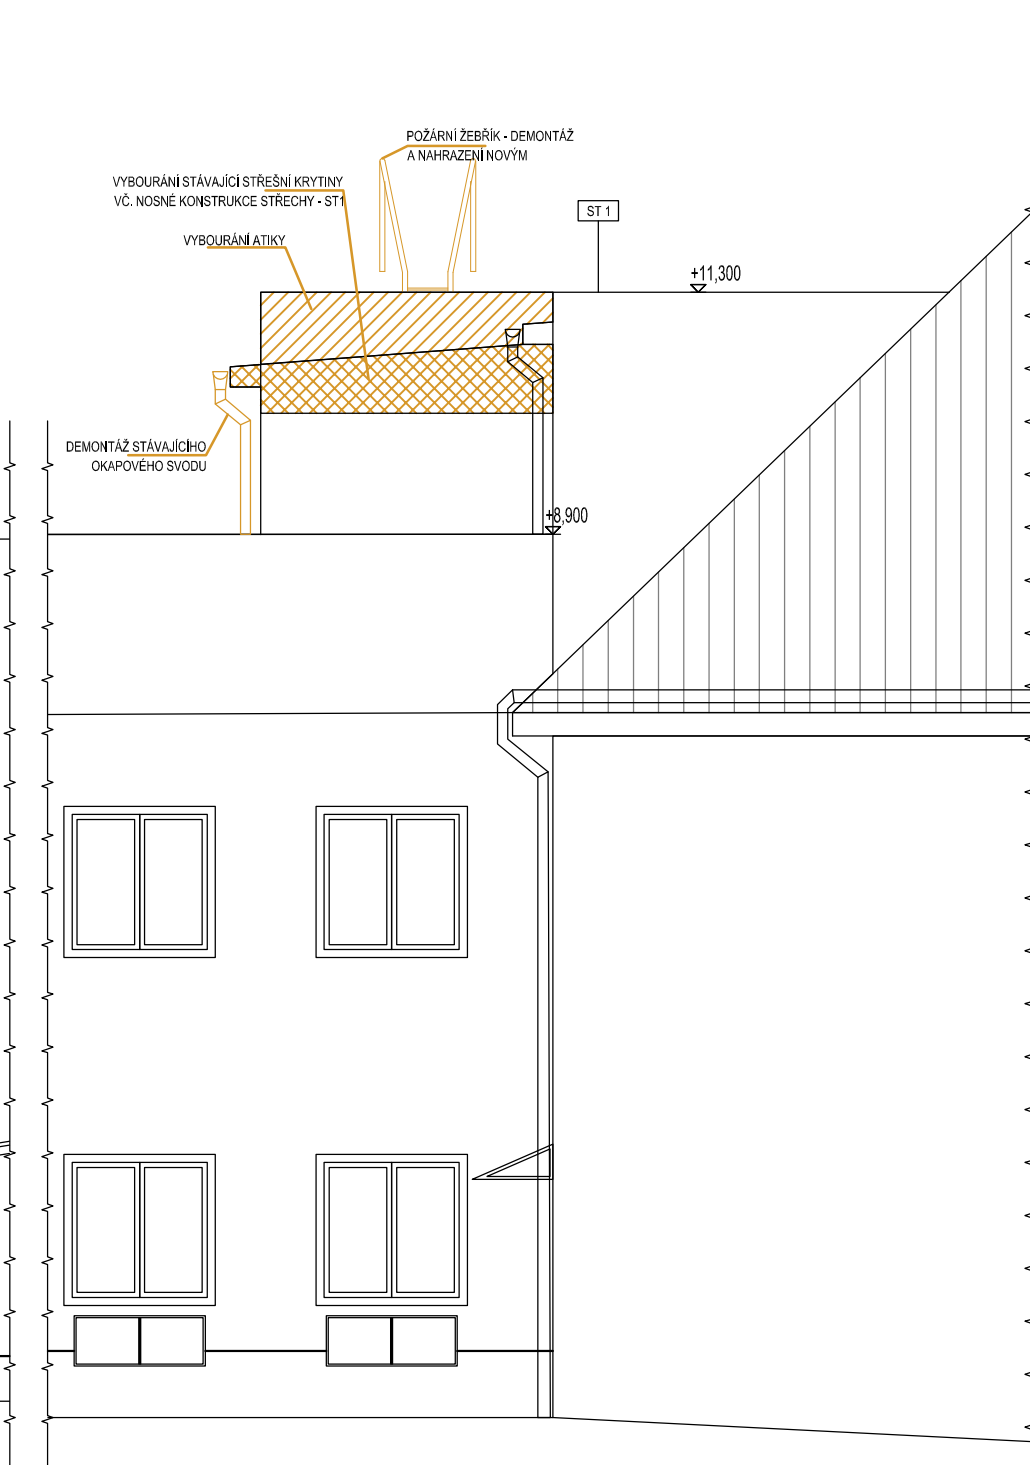 POŽÁRNÍ ŽEBŘÍK - DEMONTÁŽ
A NAHRAZENÍ NOVÝM
VYBOURÁNÍ STÁVAJÍCÍ STŘEŠNÍ KRYTINY
VČ. NOSNÉ KONSTRUKCE STŘECHY - ST1
ST 1
VYBOURÁNÍ ATIKY
+11,300
DEMONTÁŽ STÁVAJÍCÍHO
OKAPOVÉHO SVODU
+8,900